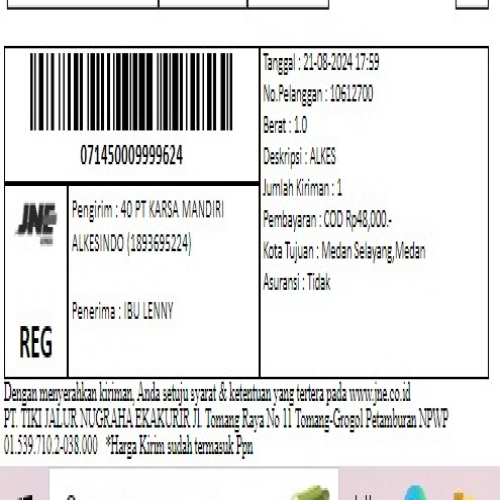 071450009999624
JNE
REG
Pengirim : 40 PT KARSA MANDIRI
ALKESINDO (1893695224)
Penerima : IBU LENNY
Tanggal : 21-08-2024 17:59
No.Pelanggan : 10612700
Berat : 1.0
Deskripsi : ALKES
Jumlah Kiriman : 1
Pembayaran : COD Rp48,000.-
Kota Tujuan : Medan Selayang,Medan
Asuransi : Tidak
Dengan menyerahkan kiriman, Anda setuju syarat & ketentuan yang tertera pada www.jne.co.id
PT. TIKI JALUR NUGRAHA EKAKURIR Jl. Tomang Raya No 11 Tomang-Grogol Petamburan NPWP
01.539.710.2-038.000 *Harga Kirim sudah termasuk Ppn